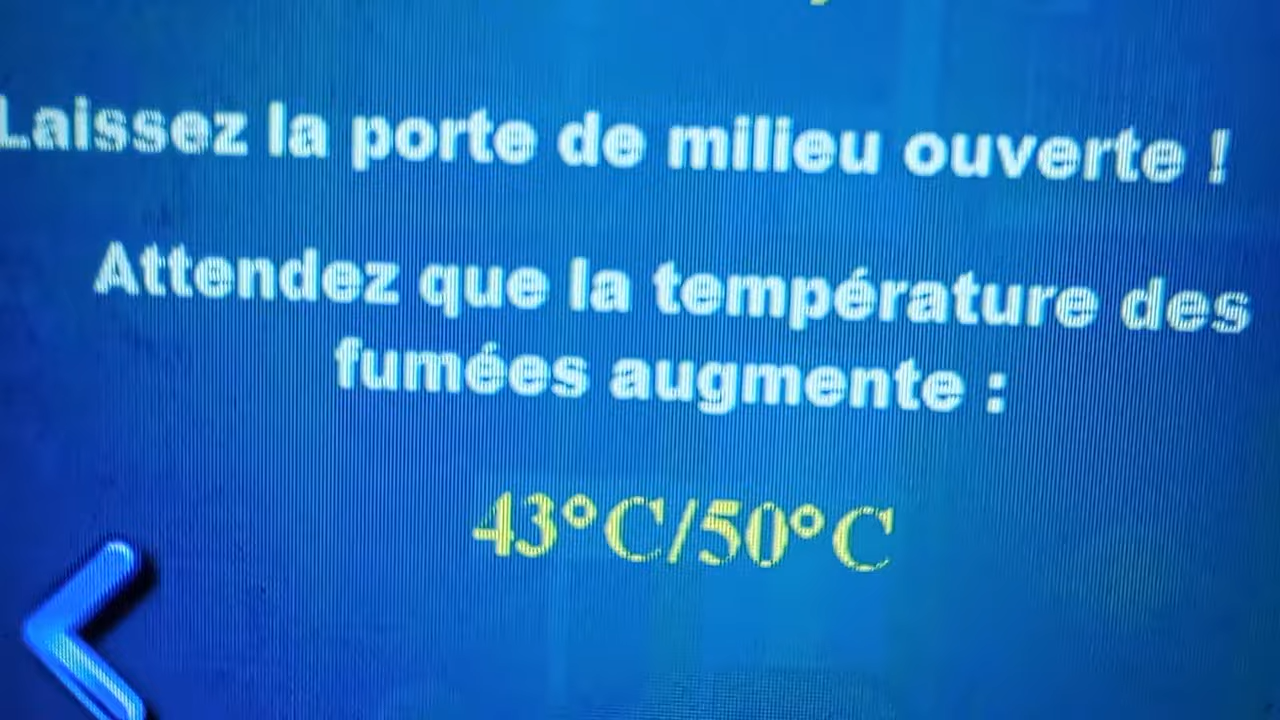 Laissez la porte de milieu ouverte !
Attendez que la température des
fumées augmente :
43°C/50°C